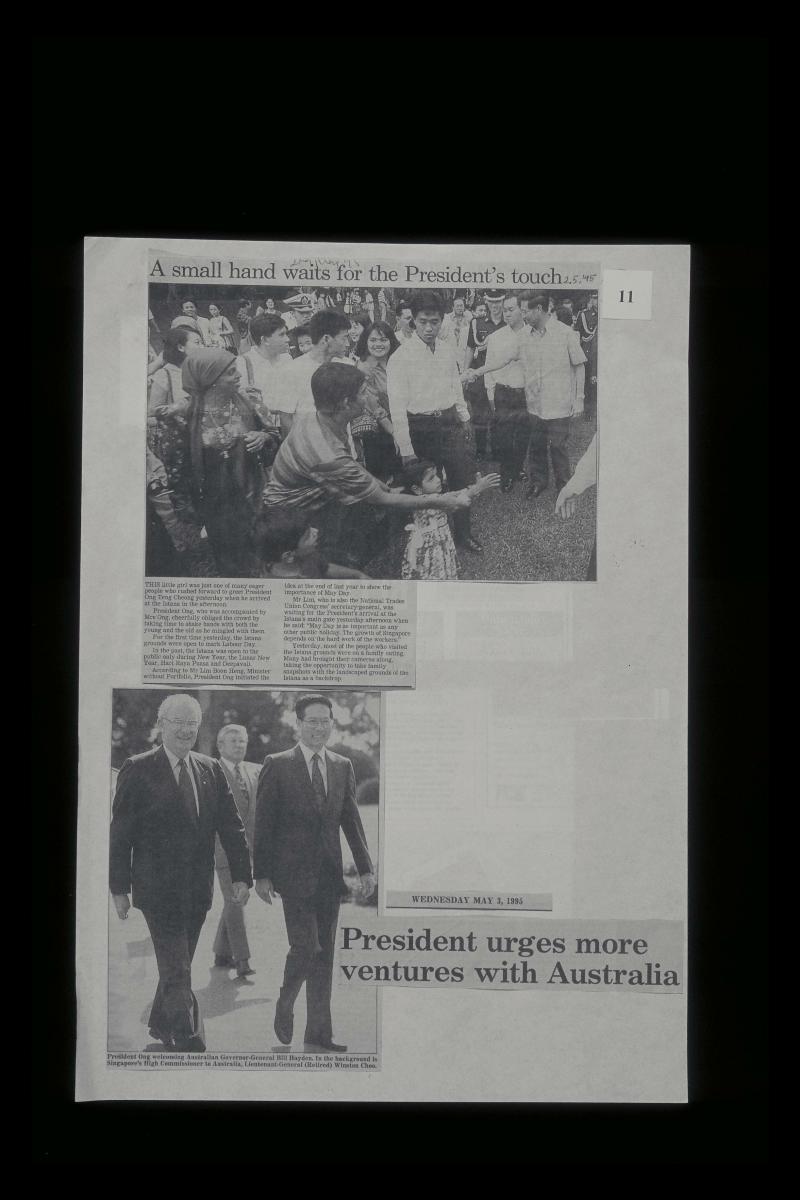 A small hand waits for the President's touch 2.5.'95
11
THIS little girl was just one of many eager
people who rushed forward to greet President
Ong Teng Cheong yesterday when he arrived
at the Istana in the afternoon.
President Ong, who was accompanied by
Mrs Ong, cheerfully obliged the crowd by
taking time to shake hands with both the
young and the old as he mingled with them.
For the first time yesterday, the Istana
grounds were open to mark Labour Day.
In the past, the Istana was open to the
public only during New Year, the Lunar New
Year, Hari Raya Puasa and Deepavali.
According to Mr Lim Boon Heng, Minister
without Portfolio, President Ong initiated the
idea at the end of last year to show the
importance of May Day.
Mr Lim, who is also the National Trades
Union Congress' secretary-general, was
waiting for the President's arrival at the
Istana's main gate yesterday afternoon when
he said: "May Day is as important as any
other public holiday. The growth of Singapore
depends on the hard work of the workers."
Yesterday, most of the people who visited
the Istana grounds were on a family outing.
Many had brought their cameras along,
taking the opportunity to take family
snapshots with the landscaped grounds of the
Istana as a backdrop.
WEDNESDAY MAY 3, 1995
President urges more
ventures with Australia
President Ong welcoming Australian Governor-General Bill Hayden. In the background is
Singapore's High Commissioner to Australia, Lieutenant-General (Retired) Winston Choo.